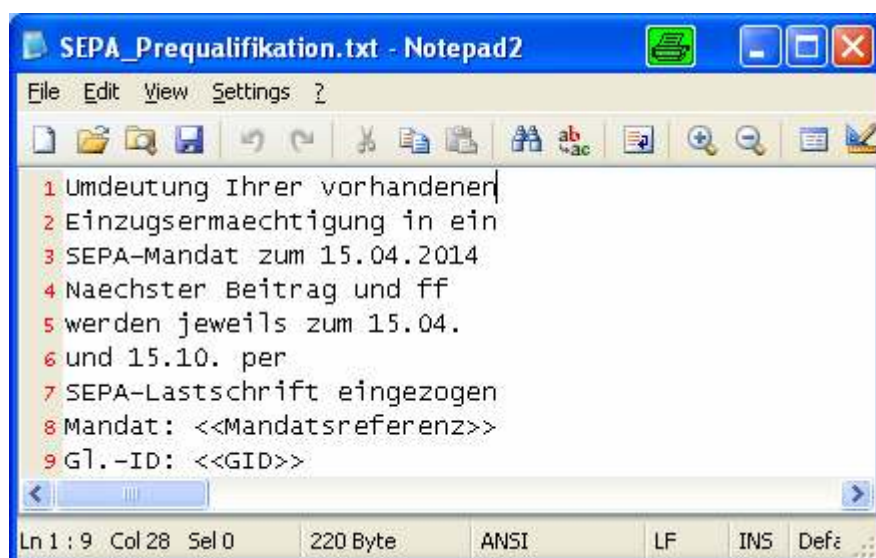 SEPA_Prequalifikation.txt - Notepad2
File Edit View Settings ?
ab
ac
1 Umdeutung Ihrer vorhandenen
2 Einzugsermaechtigung in ein
3 SEPA-Mandat zum 15.04.2014
4 Naechster Beitrag und ff
5 werden jeweils zum 15.04.
6 und 15.10. per
7 SEPA-Lastschrift eingezogen
8 Mandat: <<Mandatsreferenz>>
9 Gl.-ID: <<GID>>
Ln 1 : 9 Col 28 Sel 0 220 Byte ANSI LF INS Defa